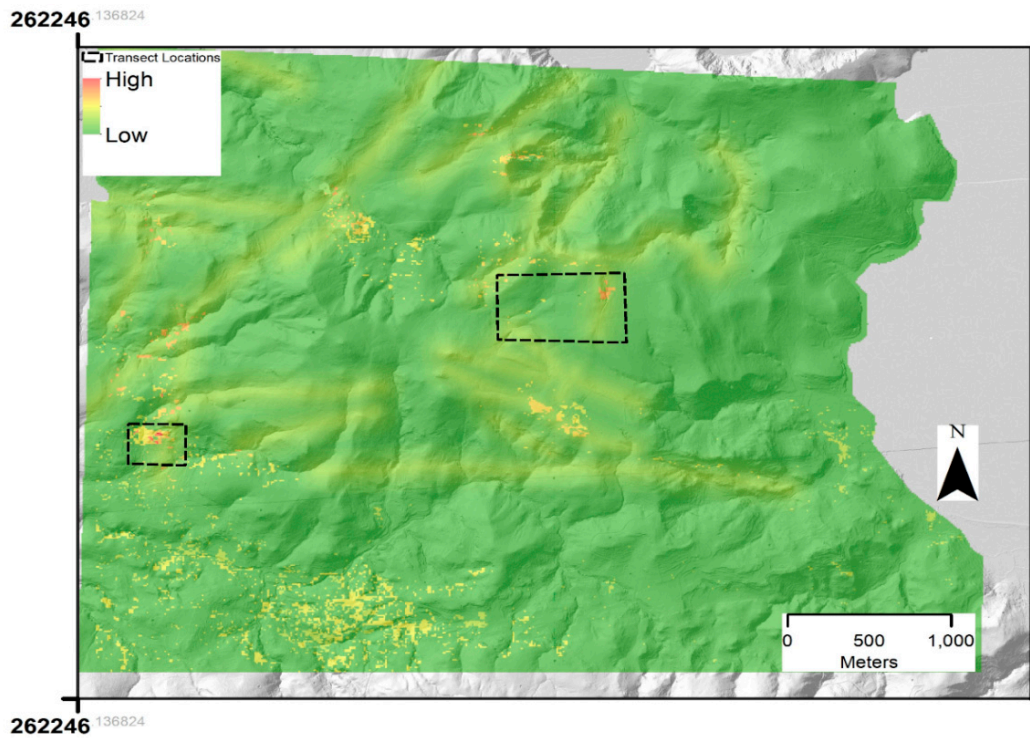 262246.136824
Transect Locations
High
Low
N
0 500 1,000
Meters
262246.136824